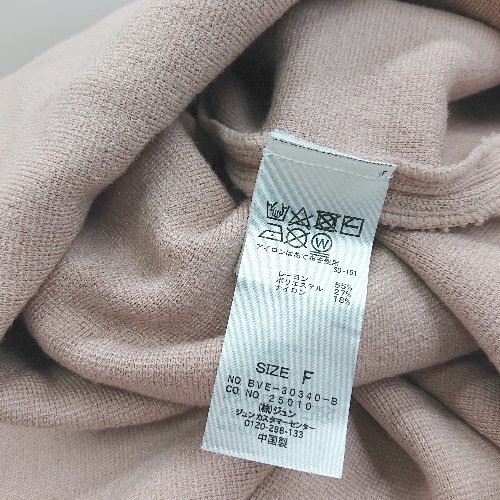 F
W
アイロンはあて布を使用
SS-151
レーヨン 55%
ポリエステル 27%
ナイロン 18%
SIZE F
NO BVE-30340-B
CO NO. 25010
(株)ジュン
ジュンカスタマーセンター
0120-298-133
中国製